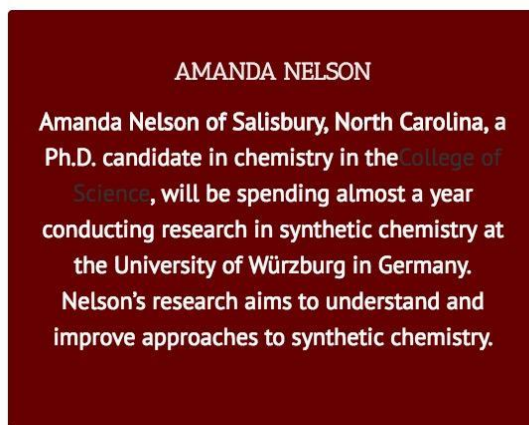 AMANDA NELSON
Amanda Nelson of Salisbury, North Carolina, a
Ph.D. candidate in chemistry in theCollege of
Science, will be spending almost a year
conducting research in synthetic chemistry at
the University of Würzburg in Germany.
Nelson’s research aims to understand and
improve approaches to synthetic chemistry.